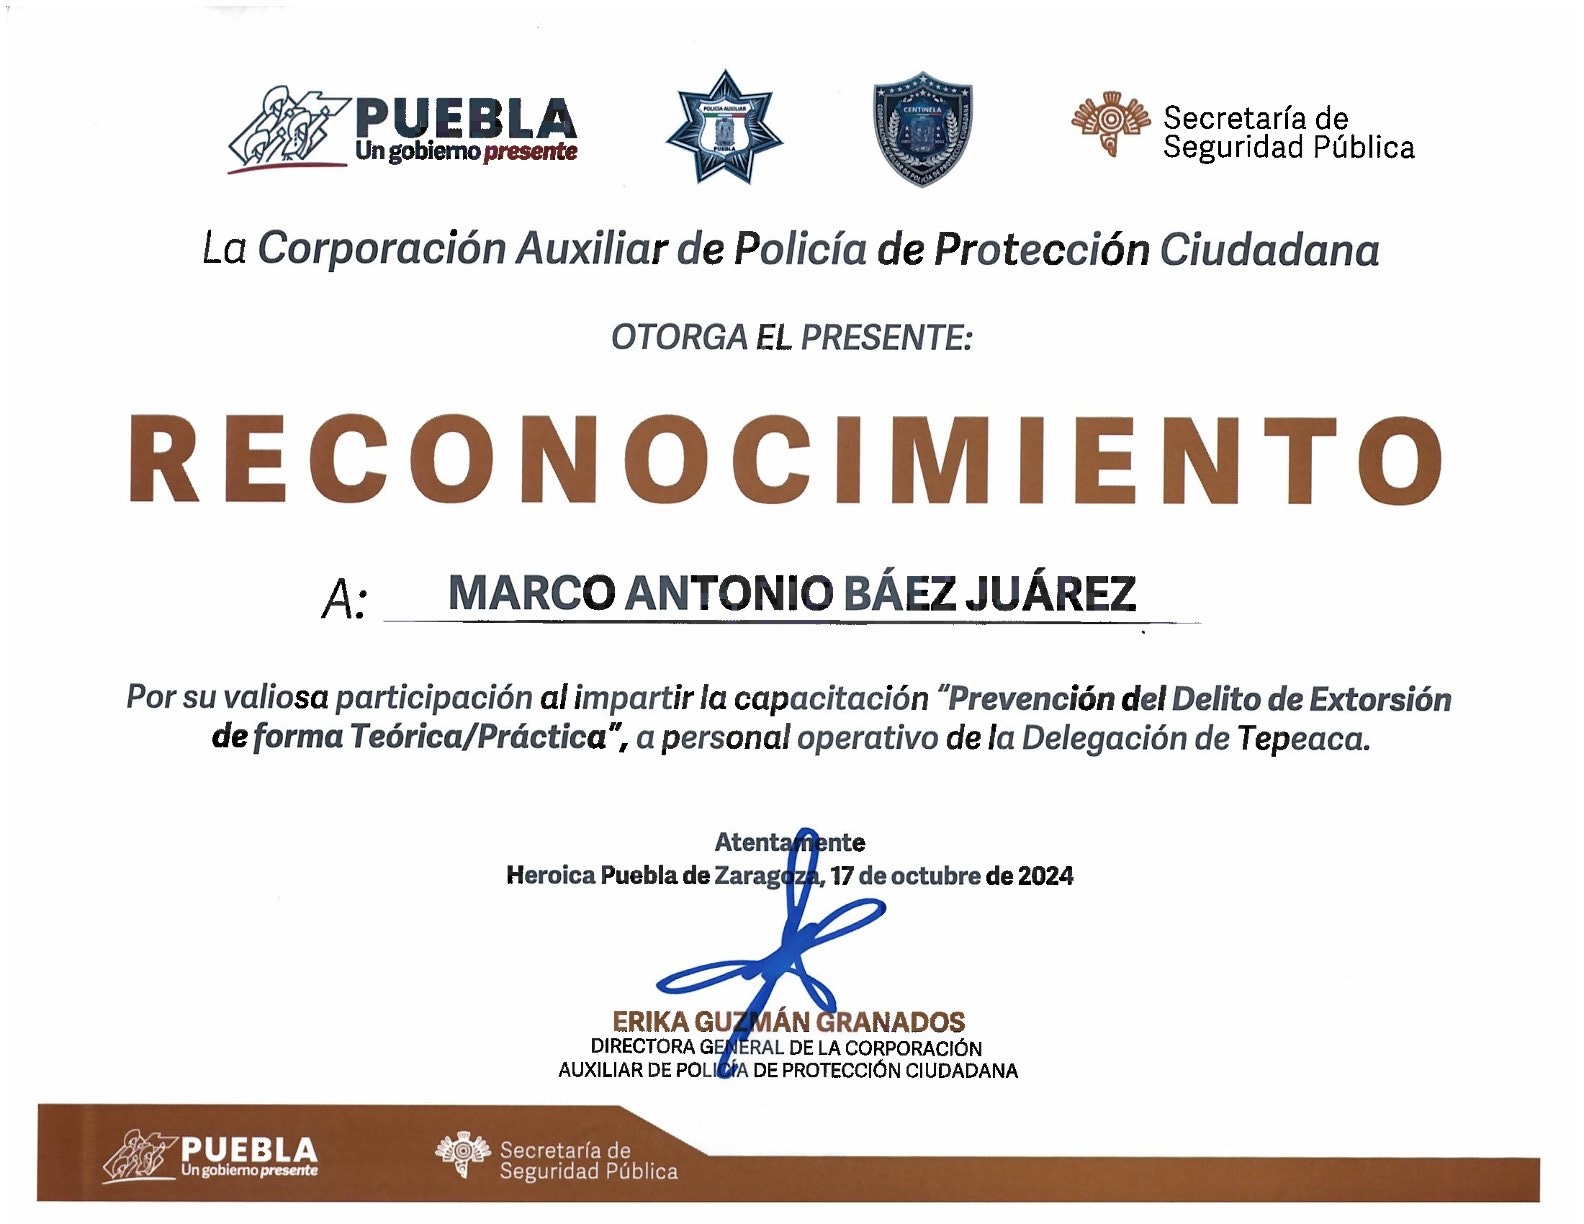 PUEBLA
Un gobierno presente
POLICÍA AUXILIAR
PUEBLA
CENTINELA
Secretaría de
Seguridad Pública
La Corporación Auxiliar de Policía de Protección Ciudadana
OTORGA EL PRESENTE:
RECONOCIMIENTO
A: MARCO ANTONIO BÁEZ JUÁREZ
Por su valiosa participación al impartir la capacitación “Prevención del Delito de Extorsión
de forma Teórica/Práctica”, a personal operativo de la Delegación de Tepeaca.
Atentamente
Heroica Puebla de Zaragoza, 17 de octubre de 2024
ERIKA GUZMÁN GRANADOS
DIRECTORA GENERAL DE LA CORPORACIÓN
AUXILIAR DE POLICÍA DE PROTECCIÓN CIUDADANA
PUEBLA
Un gobierno presente
Secretaría de
Seguridad Pública